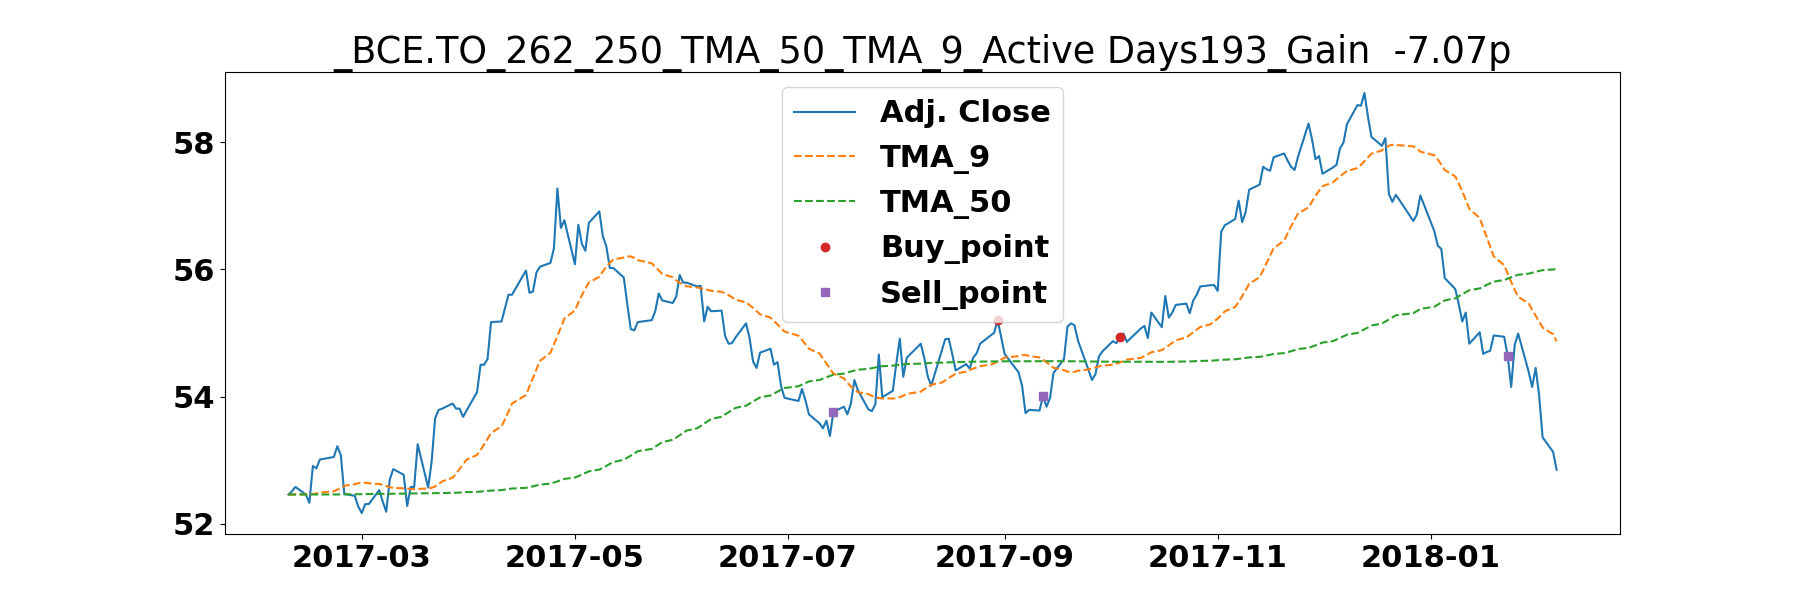 _BCE.TO_262_250_TMA_50_TMA_9_Active Days193_Gain  -7.07p
Adj. Close
TMA_9
TMA_50
Buy_point
Sell_point
58
56
54
52
2017-03 2017-05 2017-07 2017-09 2017-11 2018-01